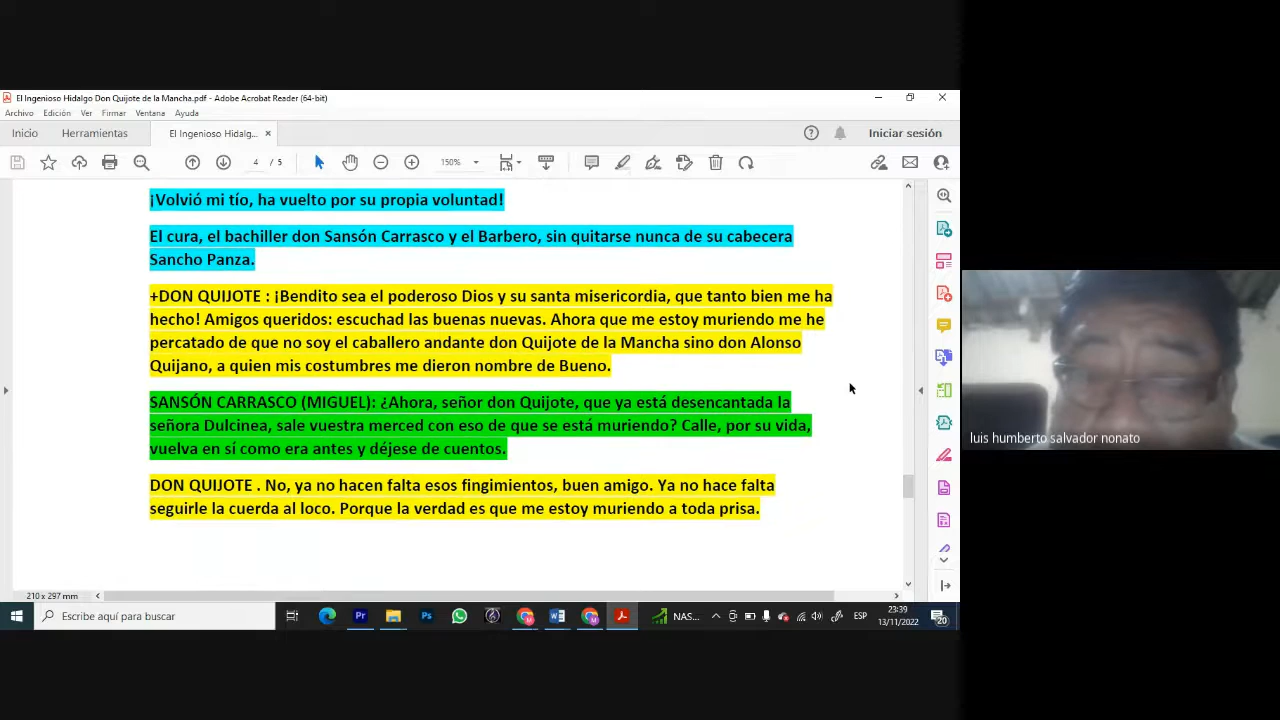 El Ingenioso Hidalgo Don Quijote de la Mancha.pdf - Adobe Acrobat Reader (64-bit)
Archivo Edición Ver Firmar Ventana Ayuda
Inicio Herramientas El Ingenioso Hidalg... × Iniciar sesión
4 / 5 150%
¡Volvió mi tío, ha vuelto por su propia voluntad!
El cura, el bachiller don Sansón Carrasco y el Barbero, sin quitarse nunca de su cabecera
Sancho Panza.
+DON QUIJOTE : ¡Bendito sea el poderoso Dios y su santa misericordia, que tanto bien me ha
hecho! Amigos queridos: escuchad las buenas nuevas. Ahora que me estoy muriendo me he
percatado de que no soy el caballero andante don Quijote de la Mancha sino don Alonso
Quijano, a quien mis costumbres me dieron nombre de Bueno.
SANSÓN CARRASCO (MIGUEL): ¿Ahora, señor don Quijote, que ya está desencantada la
señora Dulcinea, sale vuestra merced con eso de que se está muriendo? Calle, por su vida,
vuelva en sí como era antes y déjese de cuentos.
DON QUIJOTE . No, ya no hacen falta esos fingimientos, buen amigo. Ya no hace falta
seguirle la cuerda al loco. Porque la verdad es que me estoy muriendo a toda prisa.
210 x 297 mm
Escribe aquí para buscar
Pr
Ps
NAS...
ESP
23:39
13/11/2022
20
luis humberto salvador nonato